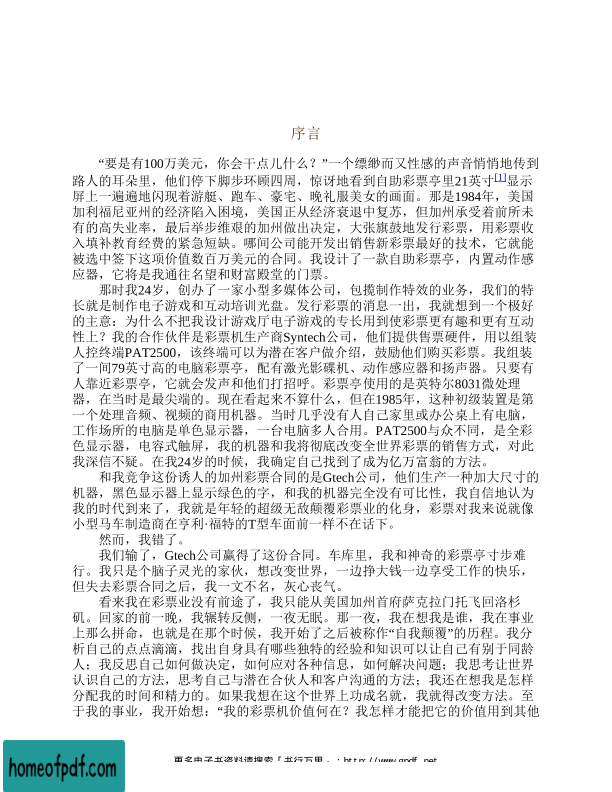 序言
“要是有100万美元，你会干点儿什么？”一个缥缈而又性感的声音悄悄地传到
路人的耳朵里，他们停下脚步环顾四周，惊讶地看到自助彩票亭里21英寸[1]显示
屏上一遍遍地闪现着游艇、跑车、豪宅、晚礼服美女的画面。那是1984年，美国
加利福尼亚州的经济陷入困境，美国正从经济衰退中复苏，但加州承受着前所未
有的高失业率，最后举步维艰的加州做出决定，大张旗鼓地发行彩票，用彩票收
入填补教育经费的紧急短缺。哪间公司能开发出销售新彩票最好的技术，它就能
被选中签下这项价值数百万美元的合同。我设计了一款自助彩票亭，内置动作感
应器，它将是我通往名望和财富殿堂的门票。
那时我24岁，创办了一家小型多媒体公司，包揽制作特效的业务，我们的特
长就是制作电子游戏和互动培训光盘。发行彩票的消息一出，我就想到一个极好
的主意：为什么不把我设计游戏厅电子游戏的专长用到使彩票更有趣和更有互动
性上？我的合作伙伴是彩票机生产商Syntech公司，他们提供售票硬件，用以组装
人控终端PAT2500，该终端可以为潜在客户做介绍，鼓励他们购买彩票。我组装
了一间79英寸高的电脑彩票亭，配有激光影碟机、动作感应器和扬声器。只要有
人靠近彩票亭，它就会发声和他们打招呼。彩票亭使用的是英特尔8031微处理
器，在当时是最尖端的。现在看起来不算什么，但在1985年，这种初级装置是第
一个处理音频、视频的商用机器。当时几乎没有人自己家里或办公桌上有电脑，
工作场所的电脑是单色显示器，一台电脑多人合用。PAT2500与众不同，是全彩
色显示器，电容式触屏，我的机器和我将彻底改变全世界彩票的销售方式，对此
我深信不疑。在我24岁的时候，我确定自己找到了成为亿万富翁的方法。
和我竞争这份诱人的加州彩票合同的是Gtech公司，他们生产一种加大尺寸的
机器，黑色显示器上显示绿色的字，和我的机器完全没有可比性，我自信地认为
我的时代到来了，我就是年轻的超级无敌颠覆彩票业的化身，彩票对我来说就像
小型马车制造商在亨利·福特的T型车面前一样不在话下。
然而，我错了。
我们输了，Gtech公司赢得了这份合同。车库里，我和神奇的彩票亭寸步难
行。我只是个脑子灵光的家伙，想改变世界，一边挣大钱一边享受工作的快乐，
但失去彩票合同之后，我一文不名，灰心丧气。
看来我在彩票业没有前途了，我只能从美国加州首府萨克拉门托飞回洛杉
矶。回家的前一晚，我辗转反侧，一夜无眠。那一夜，我在想我是谁，我在事业
上那么拼命，也就是在那个时候，我开始了之后被称作“自我颠覆”的历程。我分
析自己的点点滴滴，找出自身具有哪些独特的经验和知识可以让自己有别于同龄
人；我反思自己如何做决定，如何应对各种信息，如何解决问题；我思考让世界
认识自己的方法，思考自己与潜在合伙人和客户沟通的方法；我还在想我是怎样
分配我的时间和精力的。如果我想在这个世界上功成名就，我就得改变方法。至
于我的事业，我开始想：“我的彩票机价值何在？我怎样才能把它的价值用到其他
更多电子书资料请搜索「书行万里」：http://www.gpdf.net
homeofpdf.com